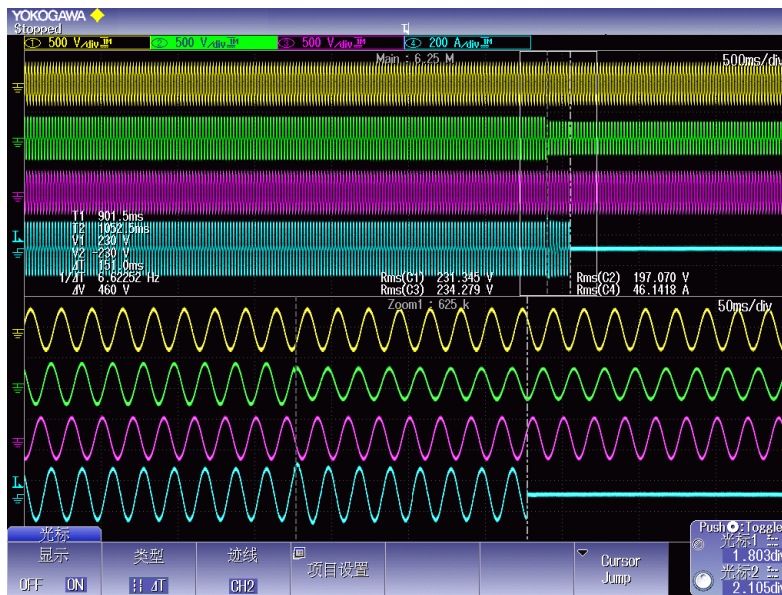 YOKOGAWA
Stopped
1 500 V/div 2 500 V/div 3 500 V/div 4 200 A/div
Main : 6.25 M 500ms/div
T1 901.5ms
T2 1052.5ms
V1 230 V
V2 -230 V
ΔT 151.0ms
1/ΔT 6.62252 Hz Rms(C1) 231.345 V Rms(C2) 197.070 V
ΔV 460 V Rms(C3) 234.279 V Rms(C4) 46.1418 A
Zoom1 : 625 k 50ms/div
光标
显示 类型 迹线 项目设置 Cursor Jump
OFF ON ΔT CH2
Push :Toggle
光标1
1.803div
光标2
2.105div